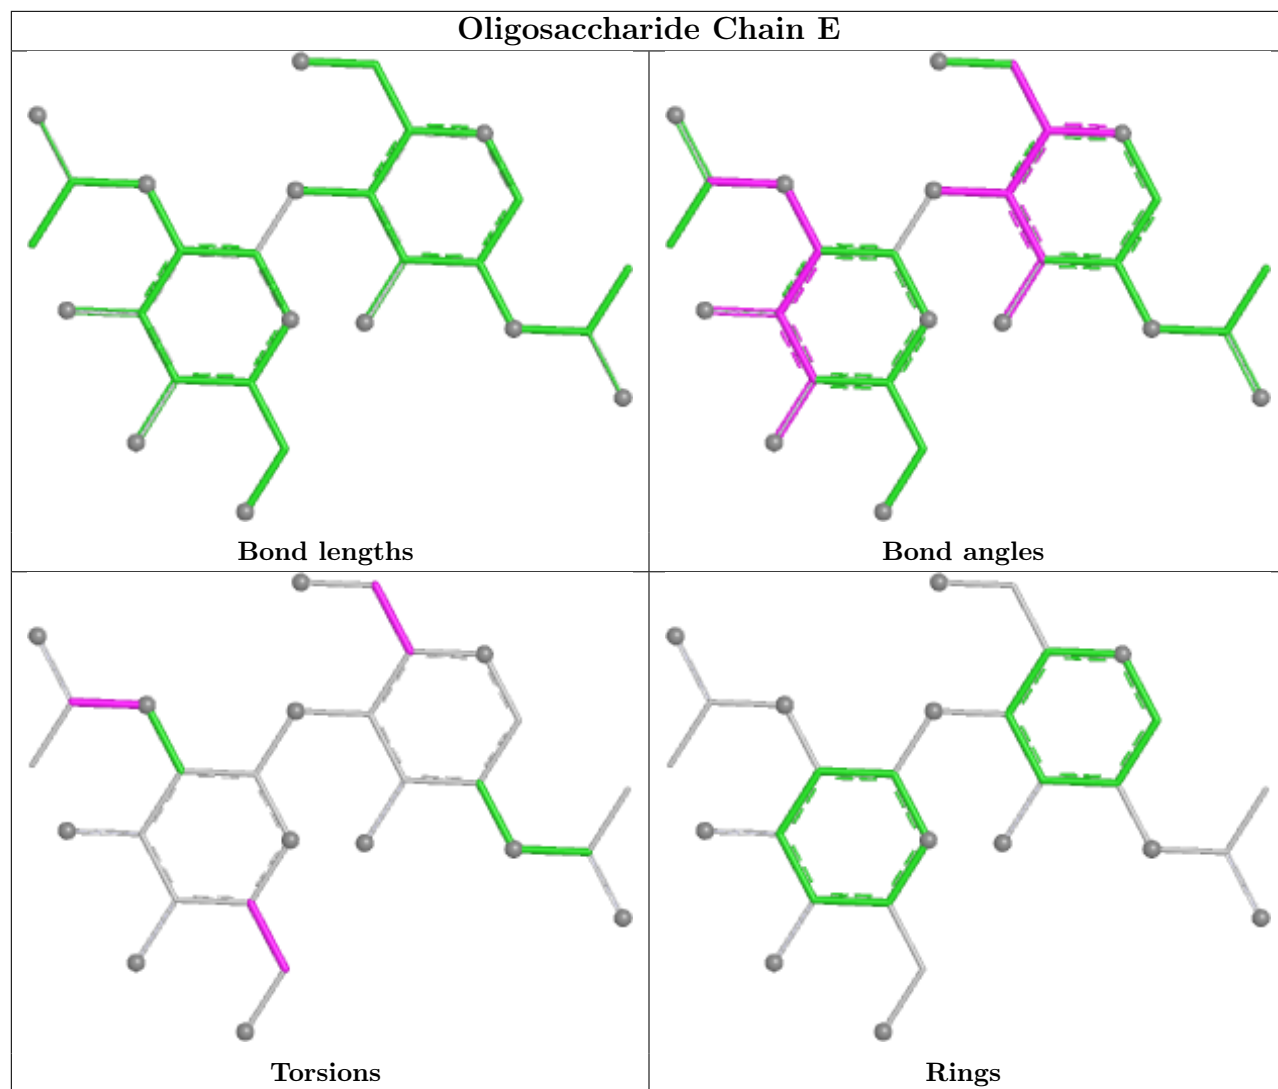 Oligosaccharide Chain E
Bond lengths
Bond angles
Torsions
Rings